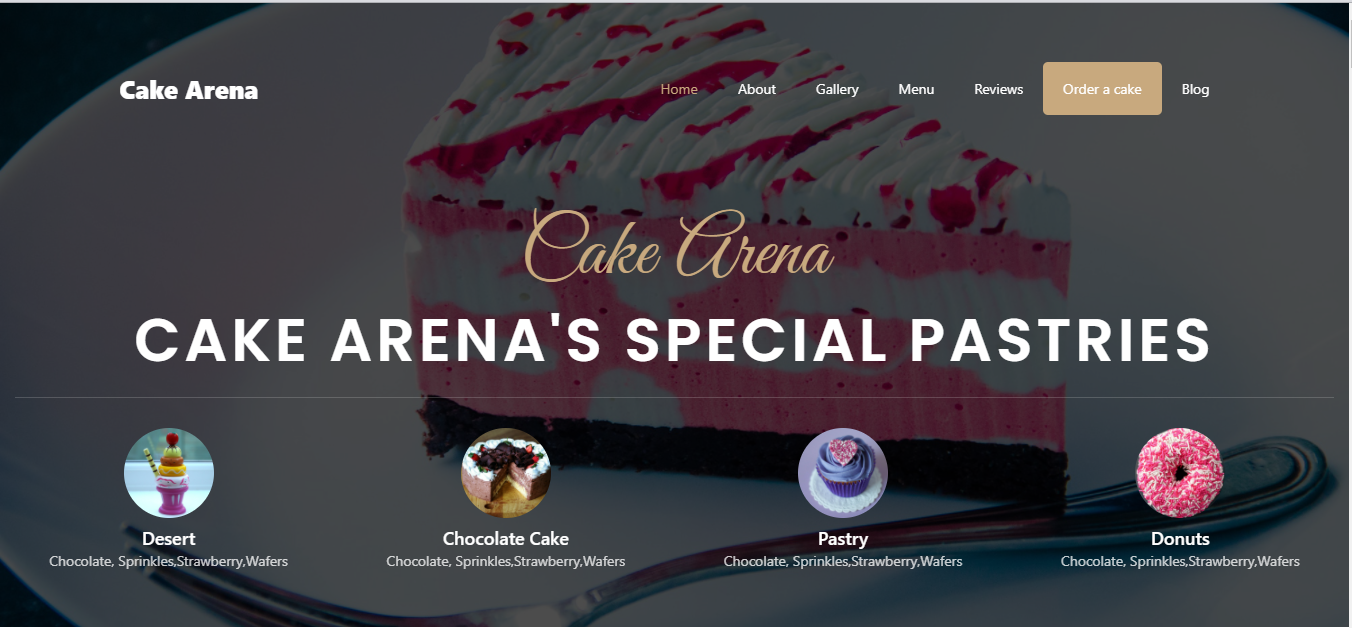 Cake Arena
Home About Gallery Menu Reviews Order a cake Blog
Cake Arena
CAKE ARENA'S SPECIAL PASTRIES
Desert
Chocolate, Sprinkles,Strawberry,Wafers
Chocolate Cake
Chocolate, Sprinkles,Strawberry,Wafers
Pastry
Chocolate, Sprinkles,Strawberry,Wafers
Donuts
Chocolate, Sprinkles,Strawberry,Wafers